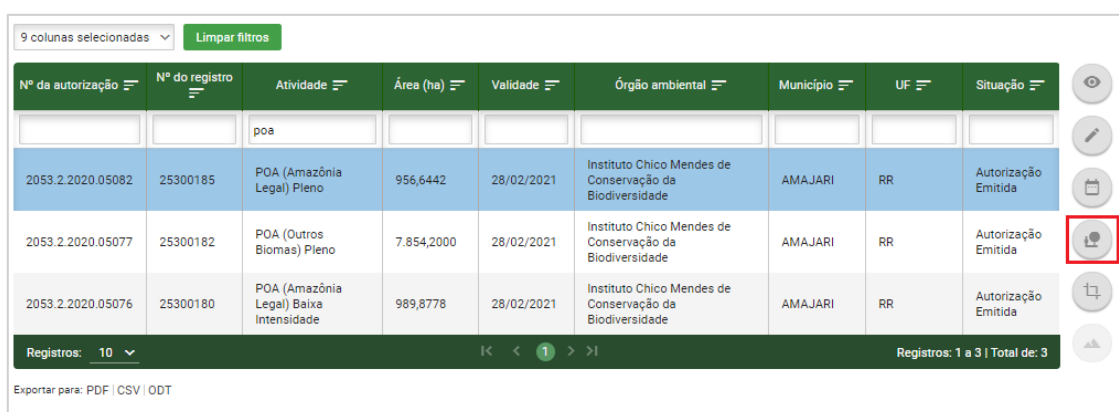 9 colunas selecionadas Limpar filtros
Nº da autorização Nº do registro Atividade Área (ha) Validade Órgão ambiental Município UF Situação
poa
2053.2.2020.05082 25300185 POA (Amazônia Legal) Pleno 956,6442 28/02/2021 Instituto Chico Mendes de Conservação da Biodiversidade AMAJARI RR Autorização Emitida
2053.2.2020.05077 25300182 POA (Outros Biomas) Pleno 7.854,2000 28/02/2021 Instituto Chico Mendes de Conservação da Biodiversidade AMAJARI RR Autorização Emitida
2053.2.2020.05076 25300180 POA (Amazônia Legal) Baixa Intensidade 989,8778 28/02/2021 Instituto Chico Mendes de Conservação da Biodiversidade AMAJARI RR Autorização Emitida
Registros: 10 1 Registros: 1 a 3 | Total de: 3
Exportar para: PDF | CSV | ODT